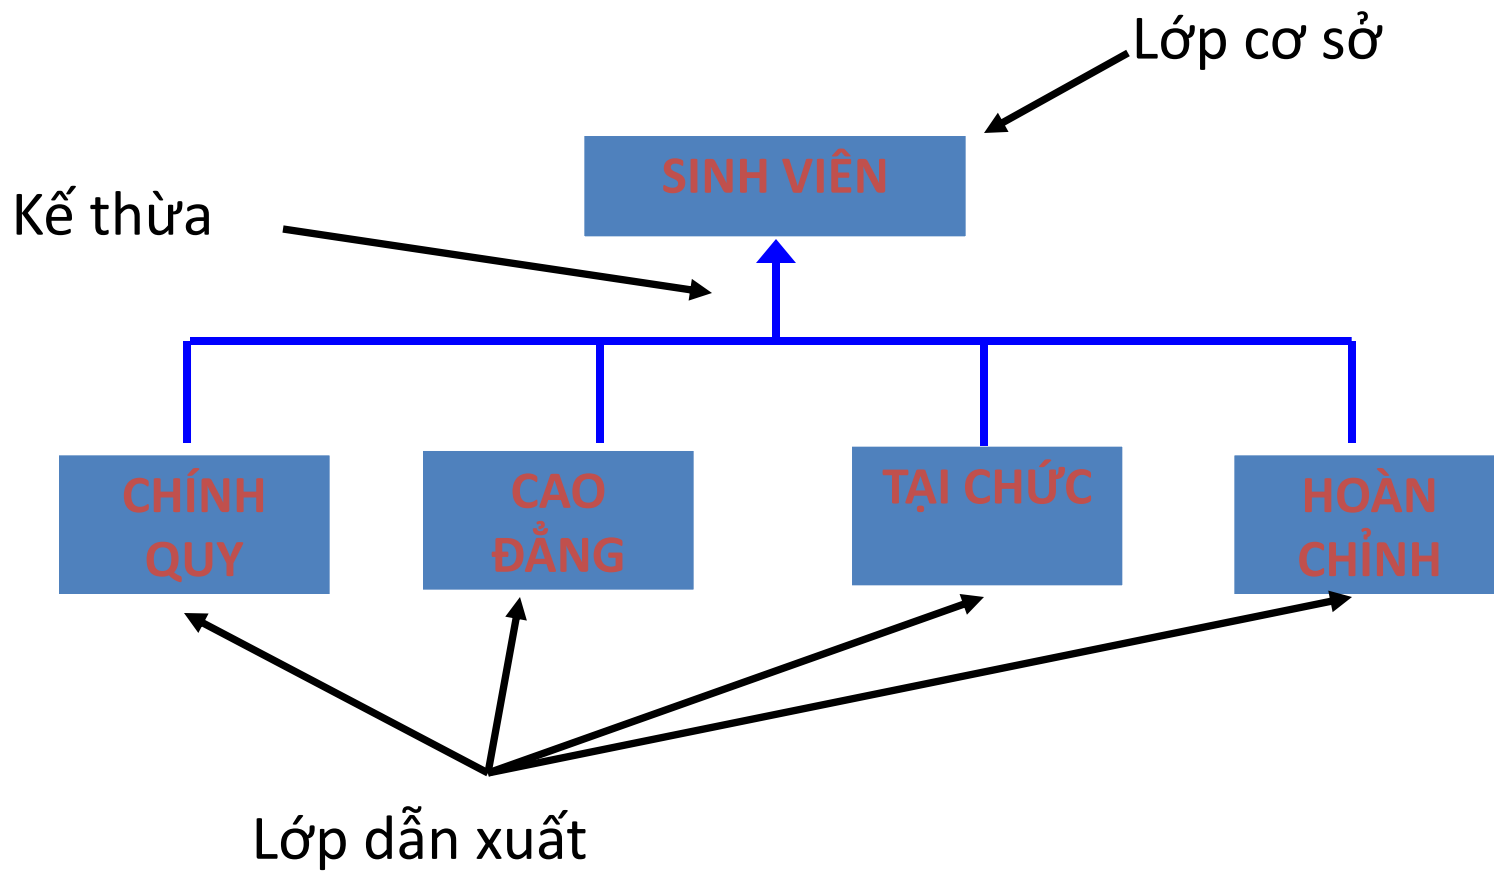 Lớp cơ sở
SINH VIÊN
Kế thừa
CHÍNH
QUY
CAO
ĐẲNG
TẠI CHỨC
HOÀN
CHỈNH
Lớp dẫn xuất